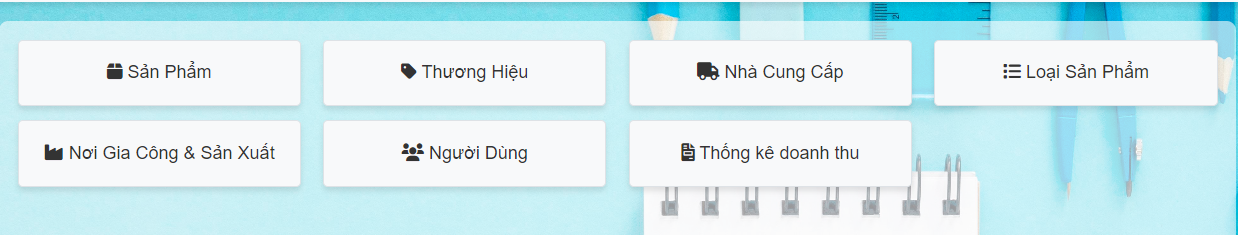 Sản Phẩm
Thương Hiệu
Nhà Cung Cấp
Loại Sản Phẩm
Nơi Gia Công & Sản Xuất
Người Dùng
Thống kê doanh thu